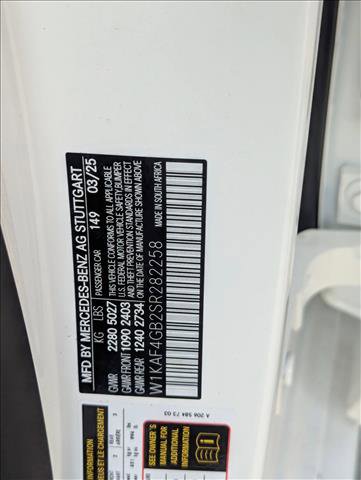 MFD BY MERCEDES-BENZ AG STUTTGART
PASSENGER CAR 149 03/25
KG LBS
GVWR 2280 5027
GAWR FRONT 1090 2403
GAWR REAR 1240 2734
THIS VEHICLE CONFORMS TO ALL APPLICABLE
U.S. FEDERAL MOTOR VEHICLE SAFETY, BUMPER
AND THEFT PREVENTION STANDARDS IN EFFECT
ON THE DATE OF MANUFACTURE SHOWN ABOVE
MADE IN SOUTH AFRICA
W1KAF4GB2SR282258
A 206 584 73 03
INFORMATION
SEE OWNER'S
MANUAL FOR
ADDITIONAL
INFORMATION